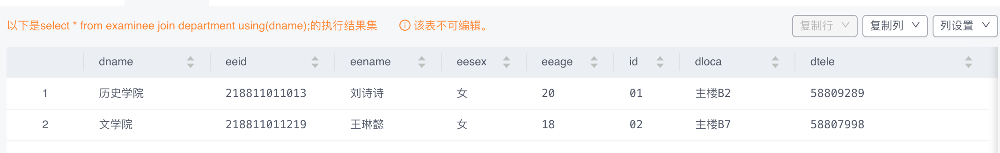 以下是select * from examinee join department using(dname);的执行结果集 该表不可编辑。 复制行 复制列 列设置
dname eeid eename eesex eeage id dloca dtele
1 历史学院 218811011013 刘诗诗 女 20 01 主楼B2 58809289
2 文学院 218811011219 王琳懿 女 18 02 主楼B7 58807998